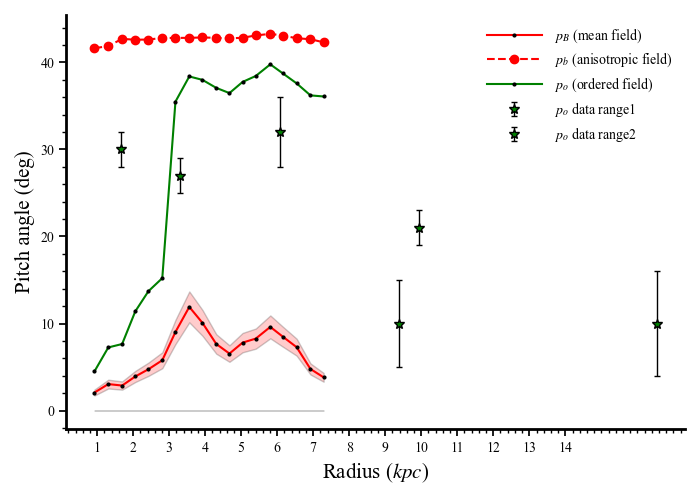 p_B (mean field)
p_b (anisotropic field)
p_o (ordered field)
p_o data range1
p_o data range2
Pitch angle (deg)
40
30
20
10
0
1 2 3 4 5 6 7 8 9 10 11 12 13 14
Radius (kpc)